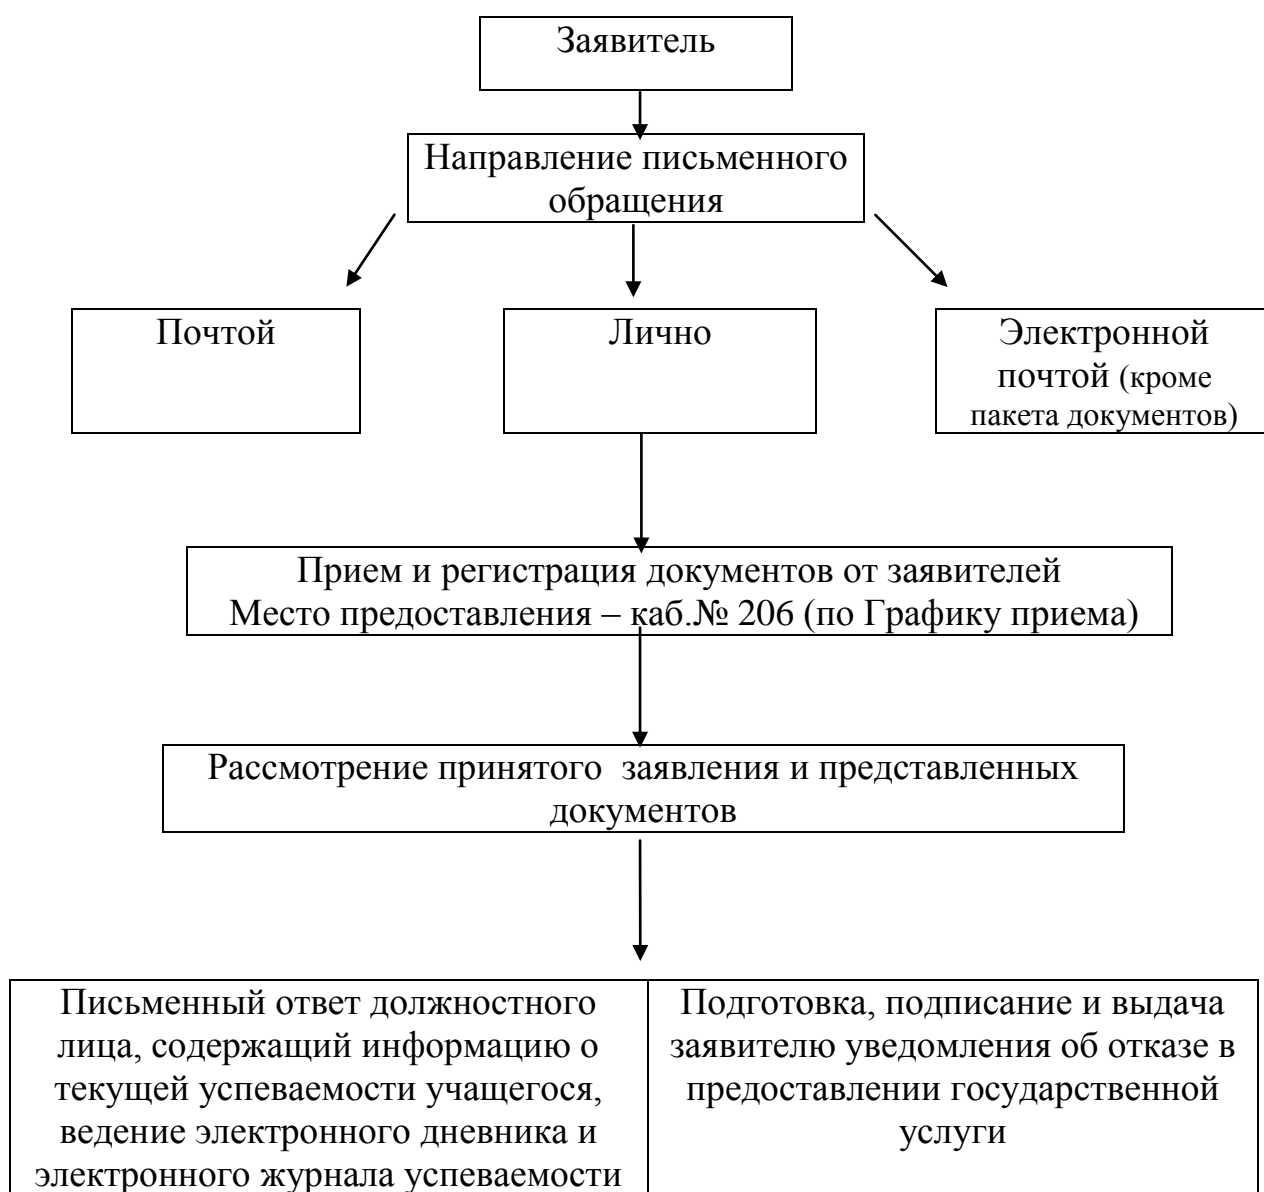 Заявитель
Направление письменного
обращения
Почтой
Лично
Электронной
почтой (кроме
пакета документов)
Прием и регистрация документов от заявителей
Место предоставления – каб.№ 206 (по Графику приема)
Рассмотрение принятого  заявления и представленных
документов
Письменный ответ должностного
лица, содержащий информацию о
текущей успеваемости учащегося,
ведение электронного дневника и
электронного журнала успеваемости
Подготовка, подписание и выдача
заявителю уведомления об отказе в
предоставлении государственной
услуги